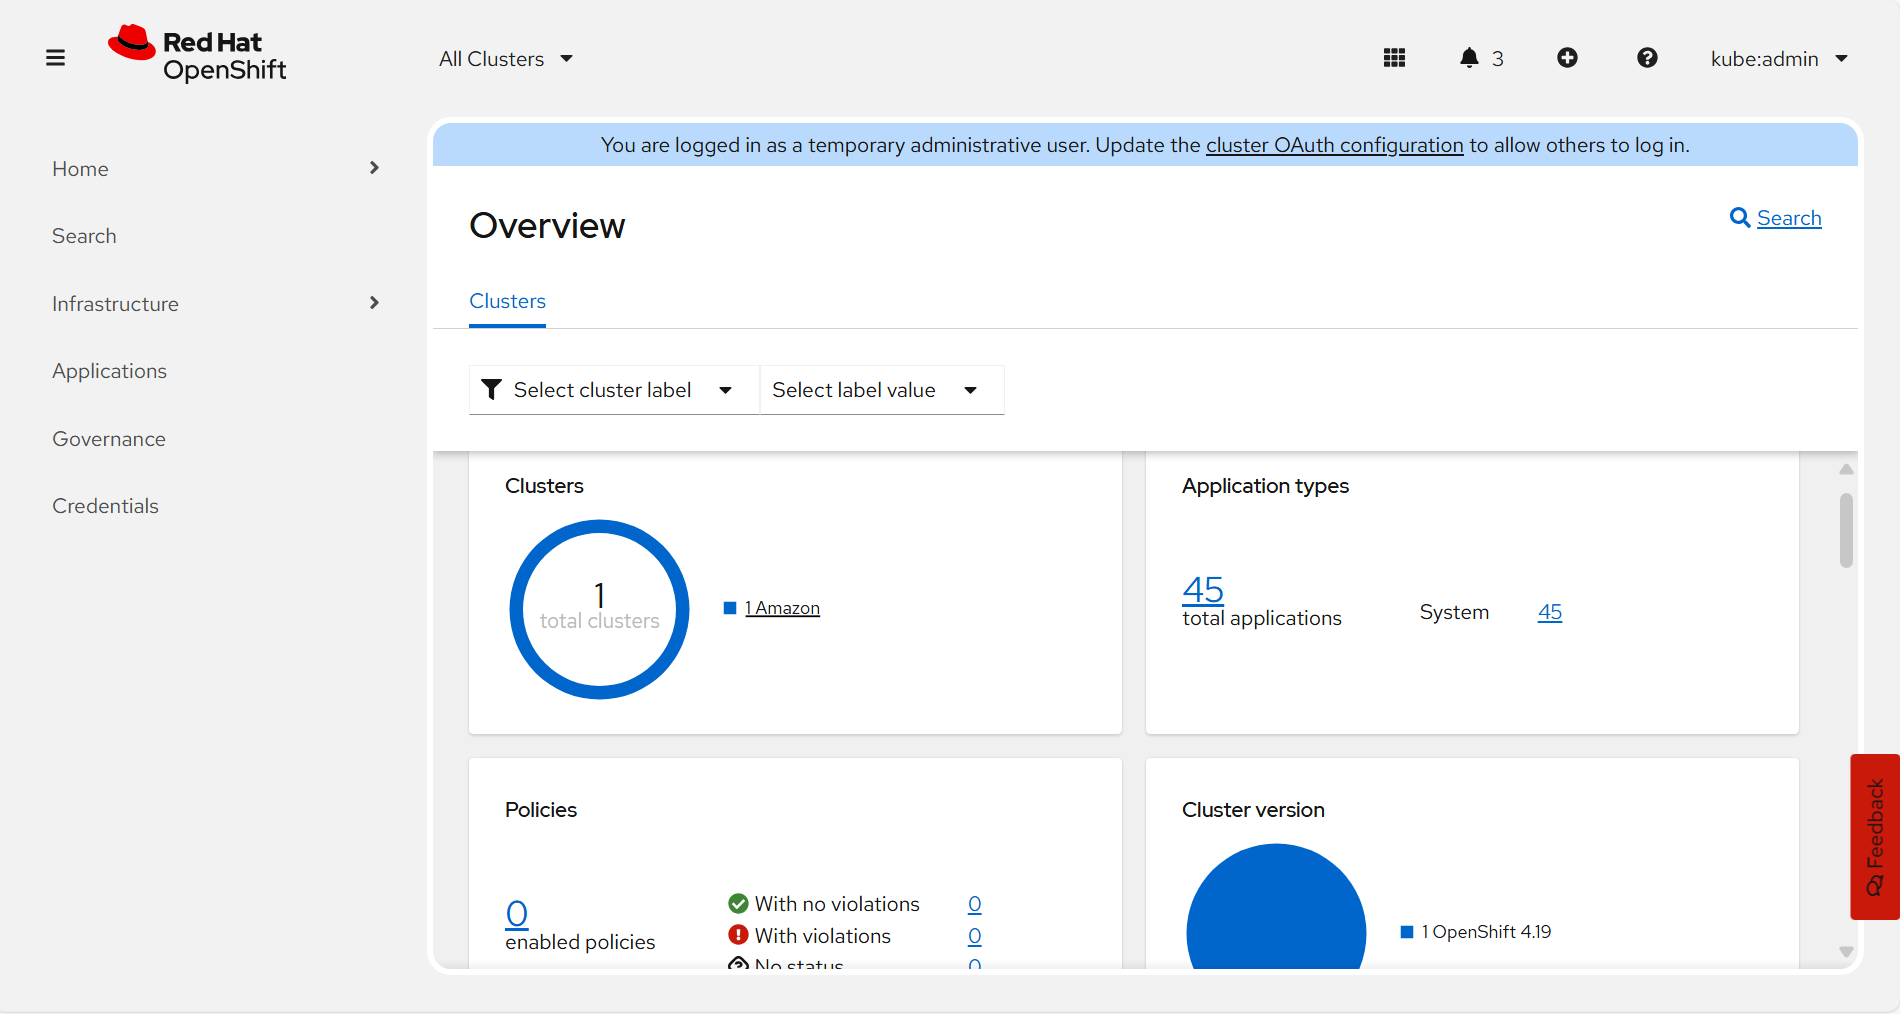 Red Hat
OpenShift
All Clusters
3
kube:admin
Home
Search
Infrastructure
Applications
Governance
Credentials
You are logged in as a temporary administrative user. Update the cluster OAuth configuration to allow others to log in.
Overview
Search
Clusters
Select cluster label
Select label value
Clusters
1
total clusters
1 Amazon
Application types
45
total applications
System 45
Policies
0
enabled policies
With no violations 0
With violations 0
No status 0
Cluster version
1 OpenShift 4.19
Feedback